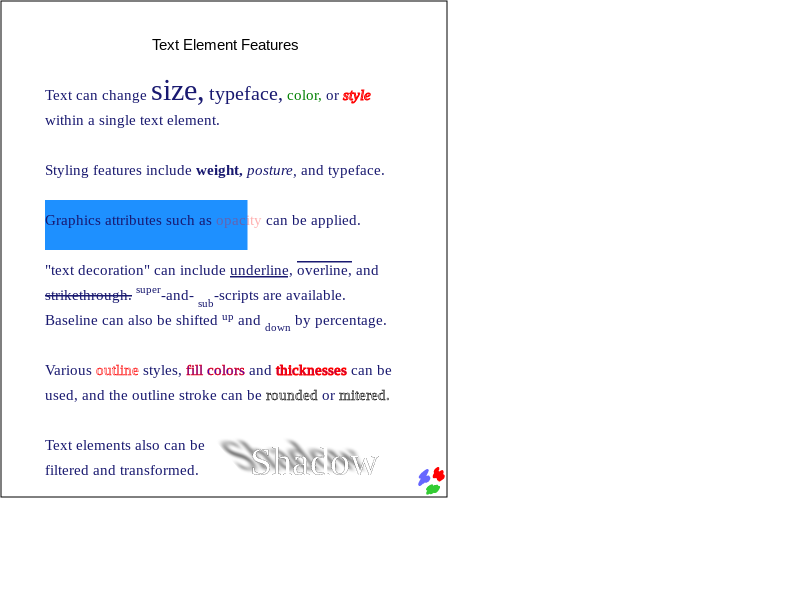 Text Element Features
Text can change size, typeface, color, or style
within a single text element.
Styling features include weight, posture, and typeface.
Graphics attributes such as opacity can be applied.
"text decoration" can include underline, overline, and
strikethrough. super-and- sub-scripts are available.
Baseline can also be shifted up and down by percentage.
Various outline styles, fill colors and thicknesses can be
used, and the outline stroke can be rounded or mitered.
Text elements also can be
filtered and transformed.
Shadow